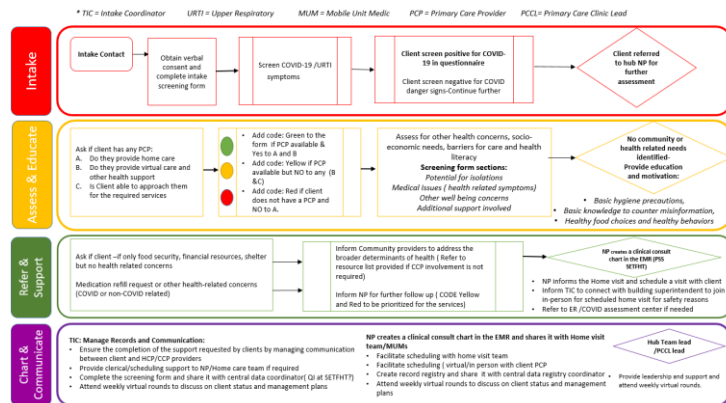 * TIC = Intake Coordinator URTI = Upper Respiratory MUM = Mobile Unit Medic PCP = Primary Care Provider PCCL= Primary Care Clinic Lead
Intake
Intake Contact
Obtain verbal
consent and
complete intake
screening form
Screen COVID-19 /URTI
symptoms
Client screen positive for COVID-
19 in questionnaire
Client screen negative for COVID
danger signs-Continue further
Client referred
to hub NP for
further
assessment
Assess & Educate
Ask if client has any PCP:
A. Do they provide home care
B. Do they provide virtual care and
other health support
C. Is Client able to approach them
for the required services
• Add code: Green to the
form if PCP available &
Yes to A and B
• Add code: Yellow if PCP
available but NO to any (B
&C)
• Add code: Red if client
does not have a PCP and
NO to A.
Assess for other health concerns, socio-
economic needs, barriers for care and health
literacy
Screening form sections:
Potential for isolations
Medical Issues ( health related symptoms)
Other well being concerns
Additional support involved
No community or
health related needs
identified-
Provide education
and motivation:
• Basic hygiene precautions,
• Basic knowledge to counter misinformation,
• Healthy food choices and healthy behaviors
Refer &
Support
Ask if client –if only food security, financial resources, shelter
but no health related concerns
Medication refill request or other health-related concerns
(COVID or non-COVID related)
Inform Community providers to address the
broader determinants of health ( Refer to
resource list provided if CCP involvement is not
required)
Inform NP for further follow up ( CODE Yellow
and Red to be prioritized for the services)
NP creates a clinical consult
chart in the EMR (PSS
SETFHT)
• NP informs the Home visit and schedule a visit with client
• Inform TIC to connect with building superintendent to join
in-person for scheduled home visit for safety reasons
• Refer to ER /COVID assessment center if needed
Chart &
Communicate
TIC: Manage Records and Communication:
• Ensure the completion of the support requested by clients by managing communication
between client and HCP/CCP providers
• Provide clerical/scheduling support to NP/Home care team if required
• Complete the screening form and share it with central data coordinator( QI at SETFHT?)
• Attend weekly virtual rounds to discuss on client status and management plans
NP creates a clinical consult chart in the EMR and shares it with Home visit
team/MUMs
• Facilitate scheduling with home visit team
• Facilitate scheduling ( virtual/in person with client PCP
• Create record registry and share it with central data registry coordinator
• Attend weekly virtual rounds to discuss on client status and management
plans
Hub Team lead
/PCCL lead
• Provide leadership and support and
attend weekly virtual rounds.